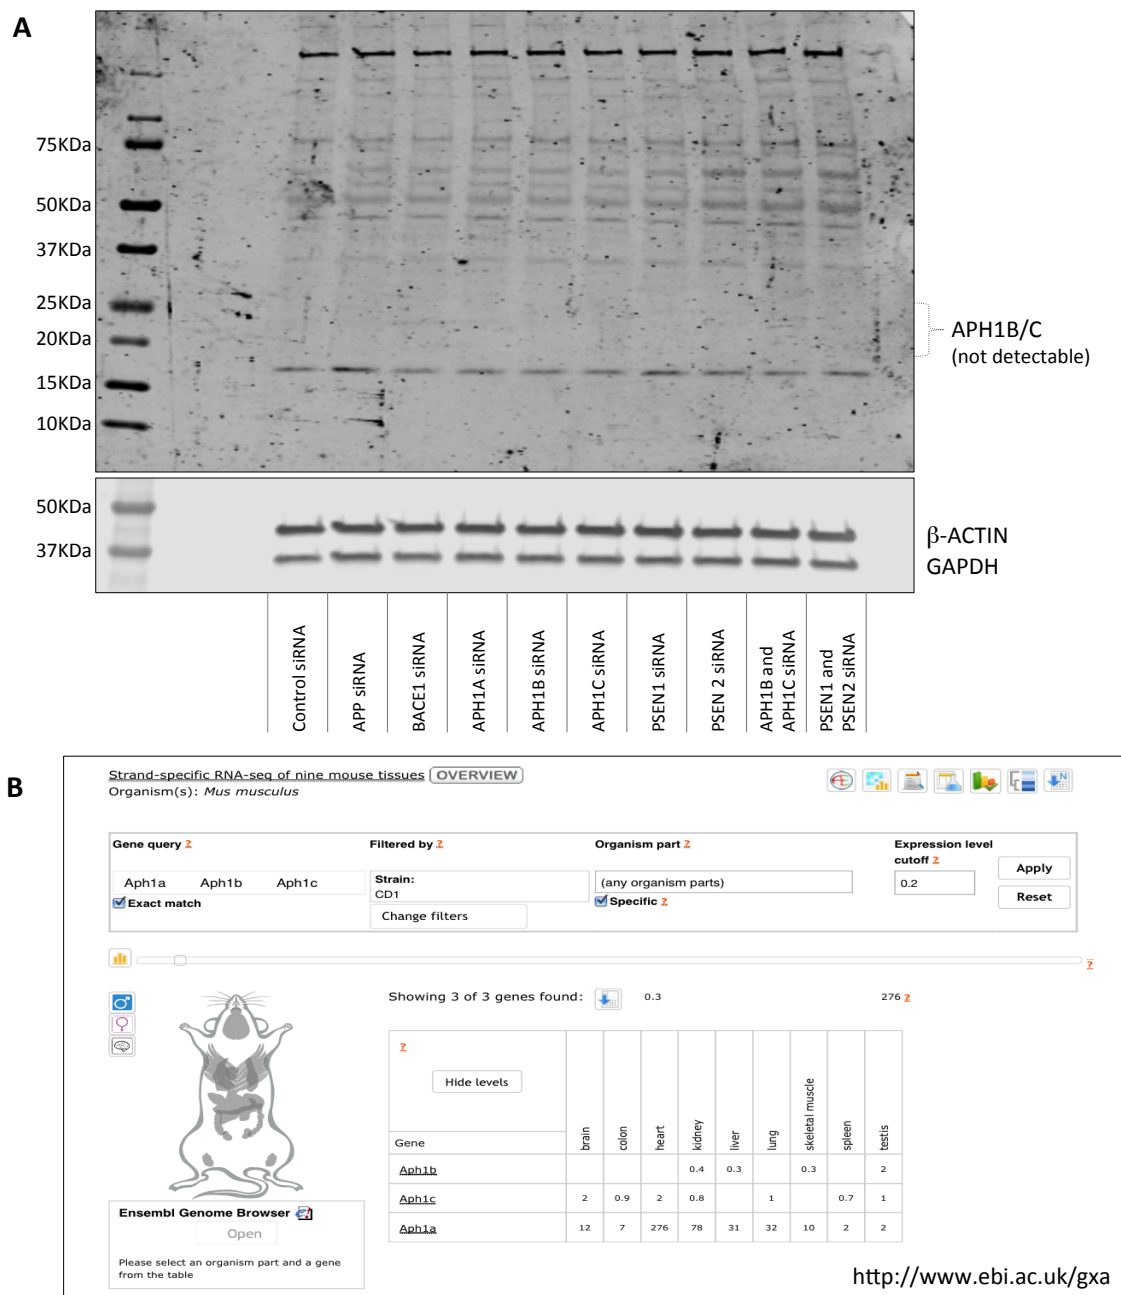 A
75KDa
50KDa
37KDa
25KDa
20KDa
15KDa
10KDa
APH1B/C
(not detectable)
50KDa
37KDa
β-ACTIN
GAPDH
Control siRNA
APP siRNA
BACE1 siRNA
APH1A siRNA
APH1B siRNA
APH1C siRNA
PSEN1 siRNA
PSEN 2 siRNA
APH1B and
APH1C siRNA
PSEN1 and
PSEN2 siRNA
B
Strand-specific RNA-seq of nine mouse tissues OVERVIEW
Organism(s): Mus musculus
N
Gene query ? Filtered by ? Organism part ? Expression level
cutoff ?
Apply
Aph1a Aph1b Aph1c
Strain:
CD1
(any organism parts)
0.2
Reset
Exact match
Specific ?
Change filters
?
Showing 3 of 3 genes found: 0.3 276 ?
?
Hide levels
Gene brain colon heart kidney liver lung skeletal muscle spleen testis
Aph1b 0.4 0.3 0.3 2
Aph1c 2 0.9 2 0.8 1 0.7 1
Aph1a 12 7 276 78 31 32 10 2 2
Ensembl Genome Browser
Open
Please select an organism part and a gene
from the table
http://www.ebi.ac.uk/gxa